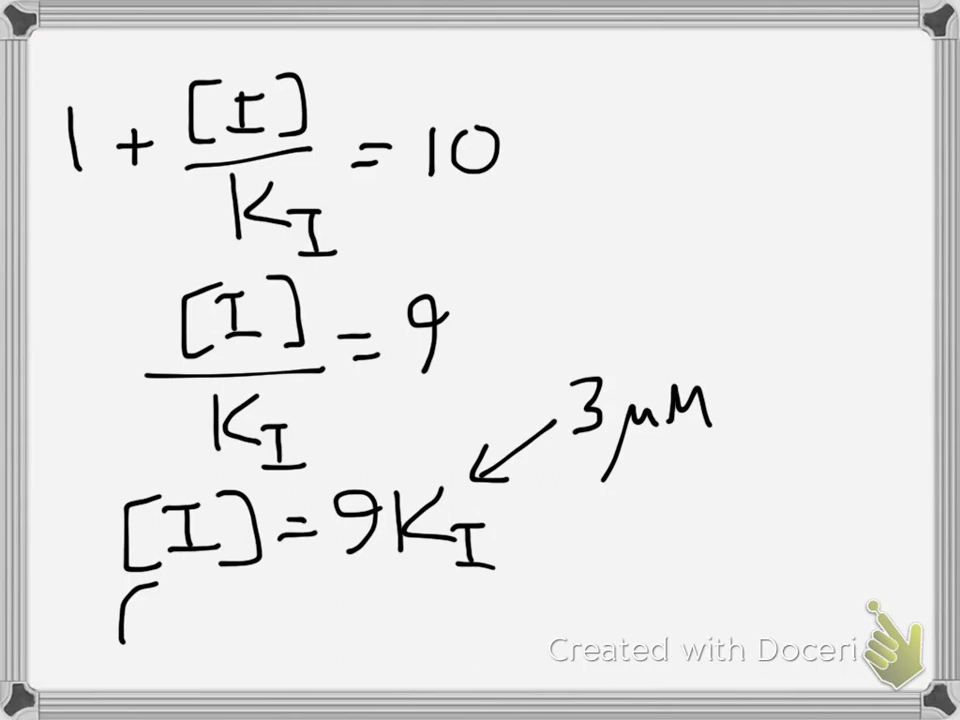 1 + [I]/K_I = 10
[I]/K_I = 9
3 μM
[I] = 9K_I
[
Created with Doceri